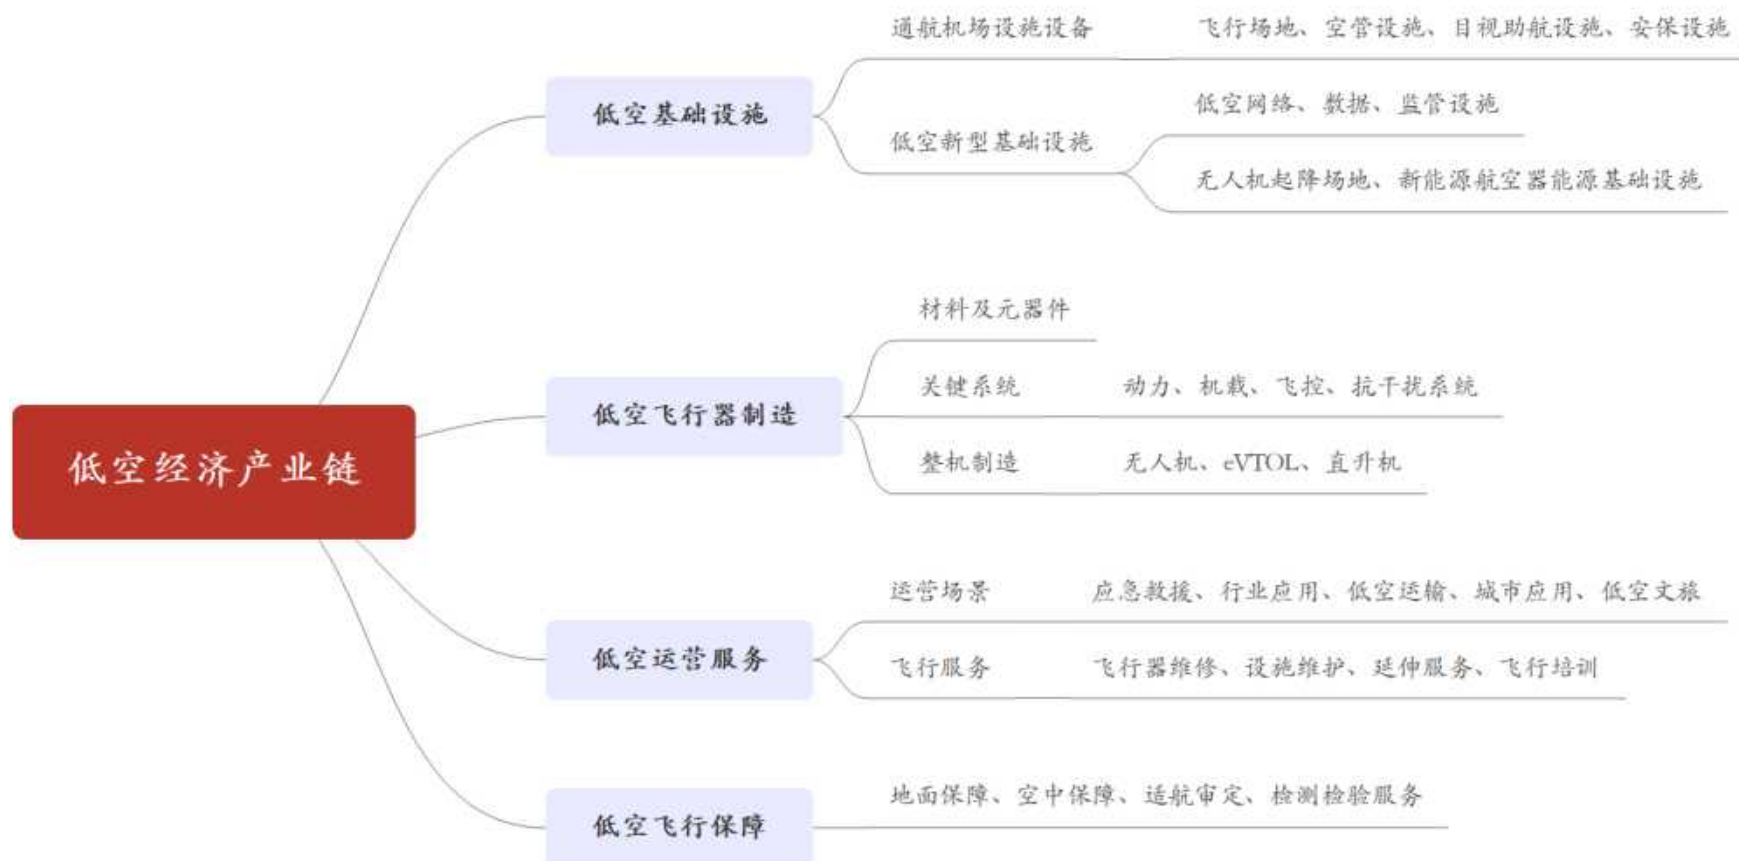 低空经济产业链
低空基础设施
通航机场设施设备
飞行场地、空管设施、目视助航设施、安保设施
低空新型基础设施
低空网络、数据、监管设施
无人机起降场地、新能源航空器能源基础设施
低空飞行器制造
材料及元器件
关键系统
动力、机载、飞控、抗干扰系统
整机制造
无人机、eVTOL、直升机
低空运营服务
运营场景
应急救援、行业应用、低空运输、城市应用、低空文旅
飞行服务
飞行器维修、设施维护、延伸服务、飞行培训
低空飞行保障
地面保障、空中保障、适航审定、检测检验服务